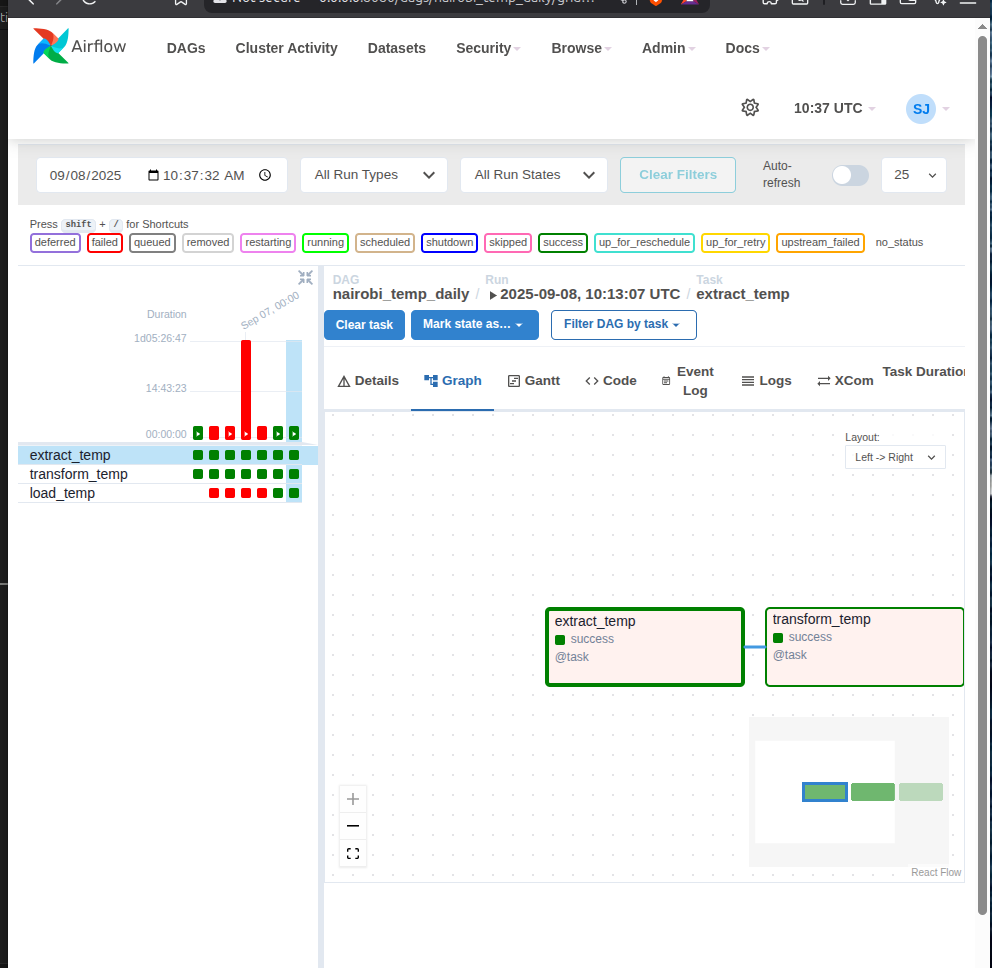 Airflow
DAGs Cluster Activity Datasets Security Browse Admin Docs
10:37 UTC SJ
09/08/2025 10:37:32 AM All Run Types All Run States Clear Filters Auto-refresh 25
Press shift + / for Shortcuts
deferred failed queued removed restarting running scheduled shutdown skipped success up_for_reschedule up_for_retry upstream_failed no_status
DAG Run Task
nairobi_temp_daily / 2025-09-08, 10:13:07 UTC / extract_temp
Clear task Mark state as... Filter DAG by task
Sep 07, 00:00
Duration
1d05:26:47
14:43:23
00:00:00
extract_temp
transform_temp
load_temp
Details Graph Gantt Code Event Log Logs XCom Task Duration
Layout:
Left -> Right
extract_temp
success
@task
transform_temp
success
@task
React Flow